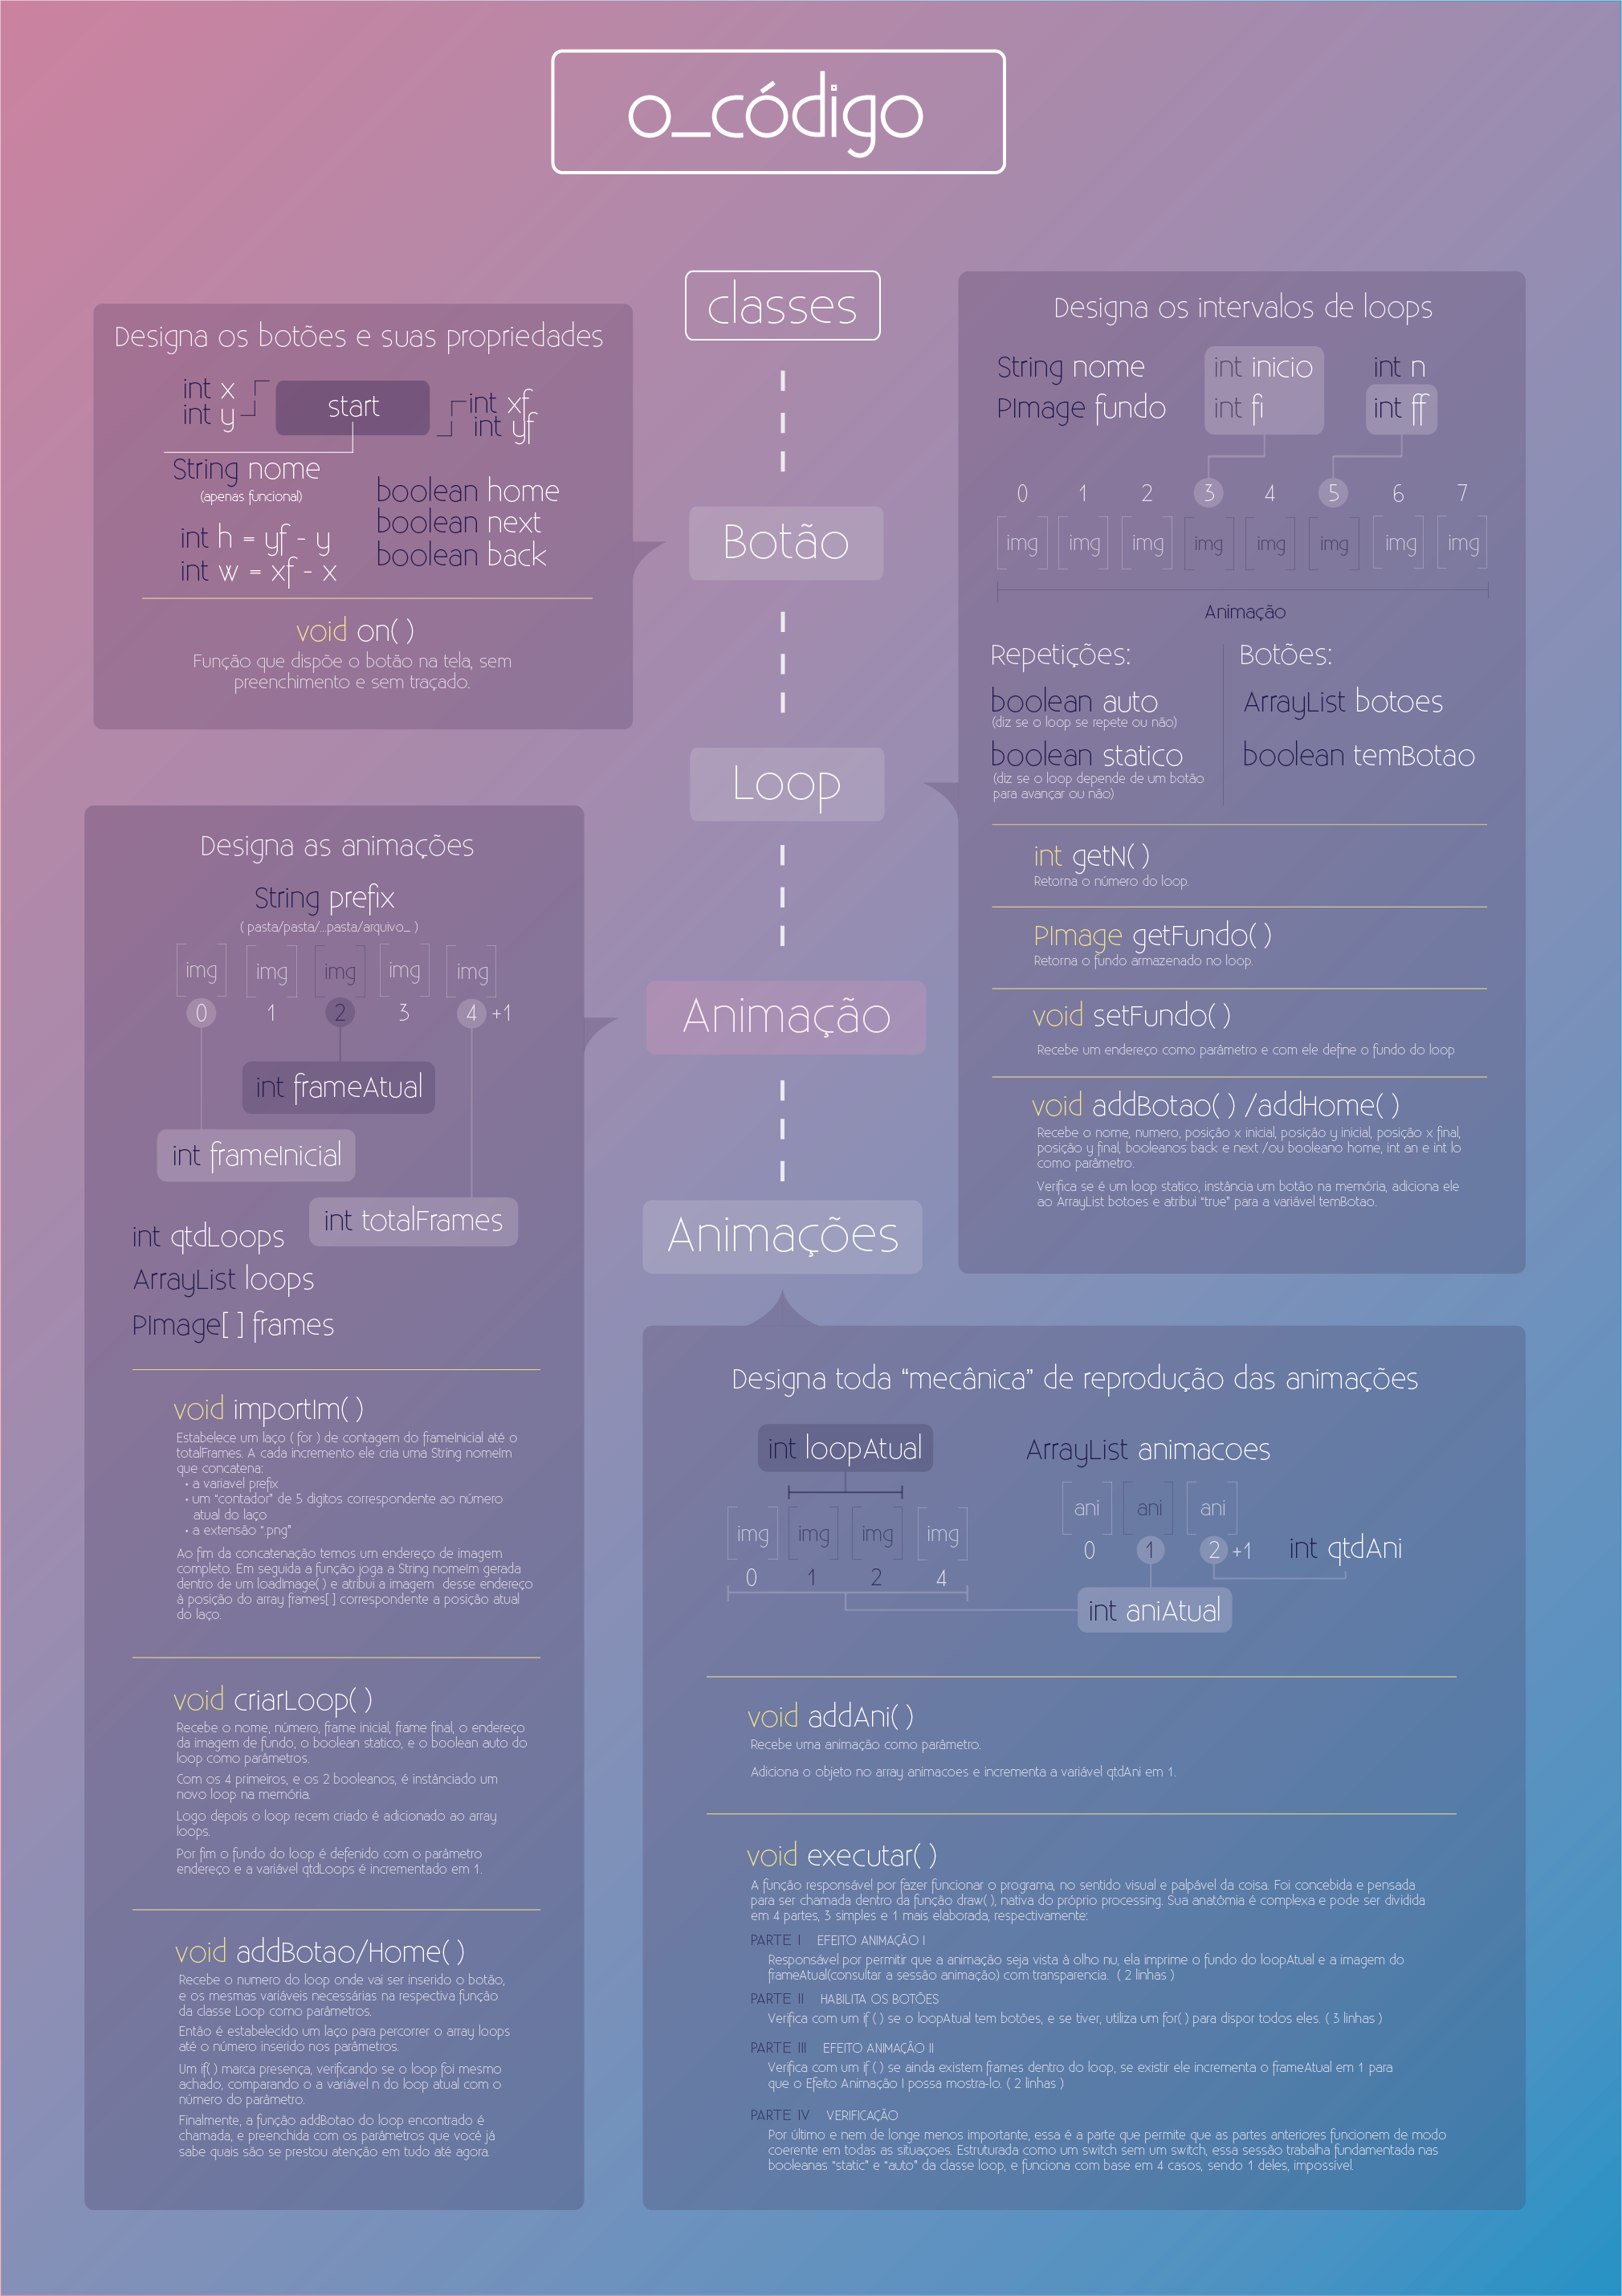 o_código
classes
Botão
Loop
Animação
Animações
Designa os botões e suas propriedades
int x
int y
start
int xf
int yf
String nome
(apenas funcional)
int h = yf - y
int w = xf - x
boolean home
boolean next
boolean back
void on( )
Função que dispõe o botão na tela, sem
preenchimento e sem traçado.
Designa os intervalos de loops
String nome
PImage fundo
int inicio
int fi
int n
int ff
0 1 2 3 4 5 6 7
img img img img img img img img
Animação
Repetições:
boolean auto
(diz se o loop se repete ou não)
boolean statico
(diz se o loop depende de um botão
para avançar ou não)
Botões:
ArrayList botoes
boolean temBotao
int getN( )
Retorna o número do loop.
PImage getFundo( )
Retorna o fundo armazenado no loop.
void setFundo( )
Recebe um endereço como parâmetro e com ele define o fundo do loop
void addBotao( ) /addHome( )
Recebe o nome, numero, posição x inicial, posição y inicial, posição x final,
posição y final, booleanos back e next /ou booleano home, int an e int lo
como parâmetro.
Verifica se é um loop statico, instância um botão na memória, adiciona ele
ao ArrayList botoes e atribui "true" para a variável temBotao.
Designa as animações
String prefix
( pasta/pasta/...pasta/arquivo_ )
img img img img img
0 1 2 3 4 +1
int frameAtual
int frameInicial
int totalFrames
int qtdLoops
ArrayList loops
PImage[ ] frames
void importIm( )
Estabelece um laço ( for ) de contagem do frameInicial até o
totalFrames. A cada incremento ele cria uma String nomeIm
que concatena:
• a variavel prefix
• um "contador" de 5 digitos correspondente ao número
atual do laço
• a extensão ".png"
Ao fim da concatenação temos um endereço de imagem
completo. Em seguida a função joga a String nomeIm gerada
dentro de um loadImage( ) e atribui a imagem desse endereço
à posição do array frames[ ] correspondente a posição atual
do laço.
void criarLoop( )
Recebe o nome, número, frame inicial, frame final, o endereço
da imagem de fundo, o boolean statico, e o boolean auto do
loop como parâmetros.
Com os 4 primeiros, e os 2 booleanos, é instânciado um
novo loop na memória.
Logo depois o loop recem criado é adicionado ao array
loops.
Por fim o fundo do loop é defenido com o parâmetro
endereço e a variável qtdLoops é incrementado em 1.
void addBotao/Home( )
Recebe o numero do loop onde vai ser inserido o botão,
e os mesmas variáveis necessárias na respectiva função
da classe Loop como parâmetros.
Então é estabelecido um laço para percorrer o array loops
até o número inserido nos parâmetros.
Um if( ) marca presença, verificando se o loop foi mesmo
achado, comparando o a variável n do loop atual com o
número do parâmetro.
Finalmente, a função addBotao do loop encontrado é
chamada, e preenchida com os parâmetros que você já
sabe quais são se prestou atenção em tudo até agora.
Designa toda "mecânica" de reprodução das animações
int loopAtual
img img img img
0 1 2 4
ArrayList animacoes
ani ani ani
0 1 2 +1
int qtdAni
int aniAtual
void addAni( )
Recebe uma animação como parâmetro.
Adiciona o objeto no array animacoes e incrementa a variável qtdAni em 1.
void executar( )
A função responsável por fazer funcionar o programa, no sentido visual e palpável da coisa. Foi concebida e pensada
para ser chamada dentro da função draw( ), nativa do próprio processing. Sua anatômia é complexa e pode ser dividida
em 4 partes, 3 simples e 1 mais elaborada, respectivamente:
PARTE I EFEITO ANIMAÇÃO I
Responsável por permitir que a animação seja vista à olho nu, ela imprime o fundo do loopAtual e a imagem do
frameAtual(consultar a sessão animação) com transparencia. ( 2 linhas )
PARTE II HABILITA OS BOTÕES
Verifica com um if ( ) se o loopAtual tem botões, e se tiver, utiliza um for( ) para dispor todos eles. ( 3 linhas )
PARTE III EFEITO ANIMAÇÃO II
Verifica com um if ( ) se ainda existem frames dentro do loop, se existir ele incrementa o frameAtual em 1 para
que o Efeito Animação I possa mostra-lo. ( 2 linhas )
PARTE IV VERIFICAÇÃO
Por último e nem de longe menos importante, essa é a parte que permite que as partes anteriores funcionem de modo
coerente em todas as situaçoes. Estruturada como um switch sem um switch, essa sessão trabalha fundamentada nas
booleanas "static" e "auto" da classe loop, e funciona com base em 4 casos, sendo 1 deles, impossível.